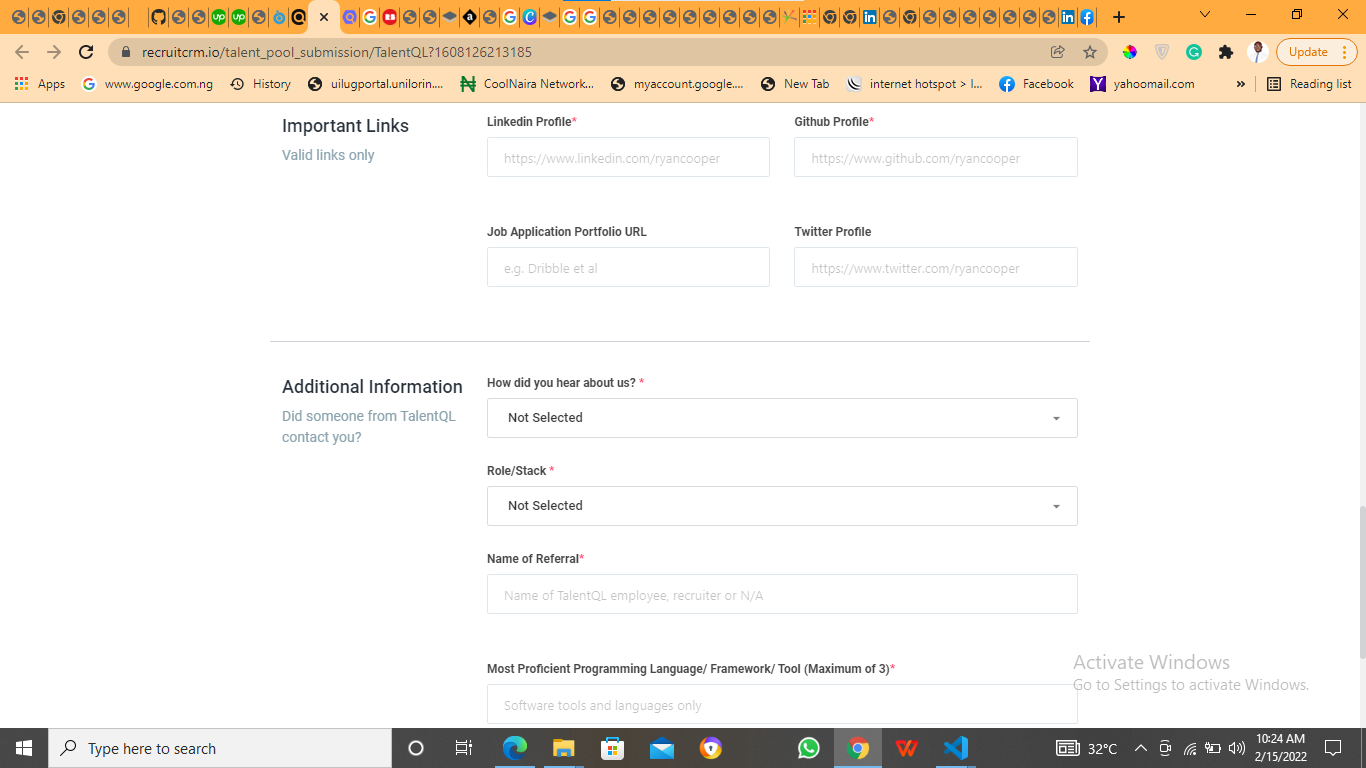 recruitcrm.io/talent_pool_submission/TalentQL?1608126213185
Update
Apps
www.google.com.ng
History
uilugportal.unilorin....
CoolNaira Network...
myaccount.google....
New Tab
internet hotspot > I...
Facebook
yahoomail.com
»
Reading list
Important Links
Valid links only
Linkedin Profile*
Github Profile*
https://www.linkedin.com/ryancooper
https://www.github.com/ryancooper
Job Application Portfolio URL
Twitter Profile
e.g. Dribble et al
https://www.twitter.com/ryancooper
Additional Information
Did someone from TalentQL
contact you?
How did you hear about us? *
Not Selected
Role/Stack *
Not Selected
Name of Referral*
Name of TalentQL employee, recruiter or N/A
Most Proficient Programming Language/ Framework/ Tool (Maximum of 3)*
Software tools and languages only
Activate Windows
Go to Settings to activate Windows.
Type here to search
32°C
10:24 AM
2/15/2022